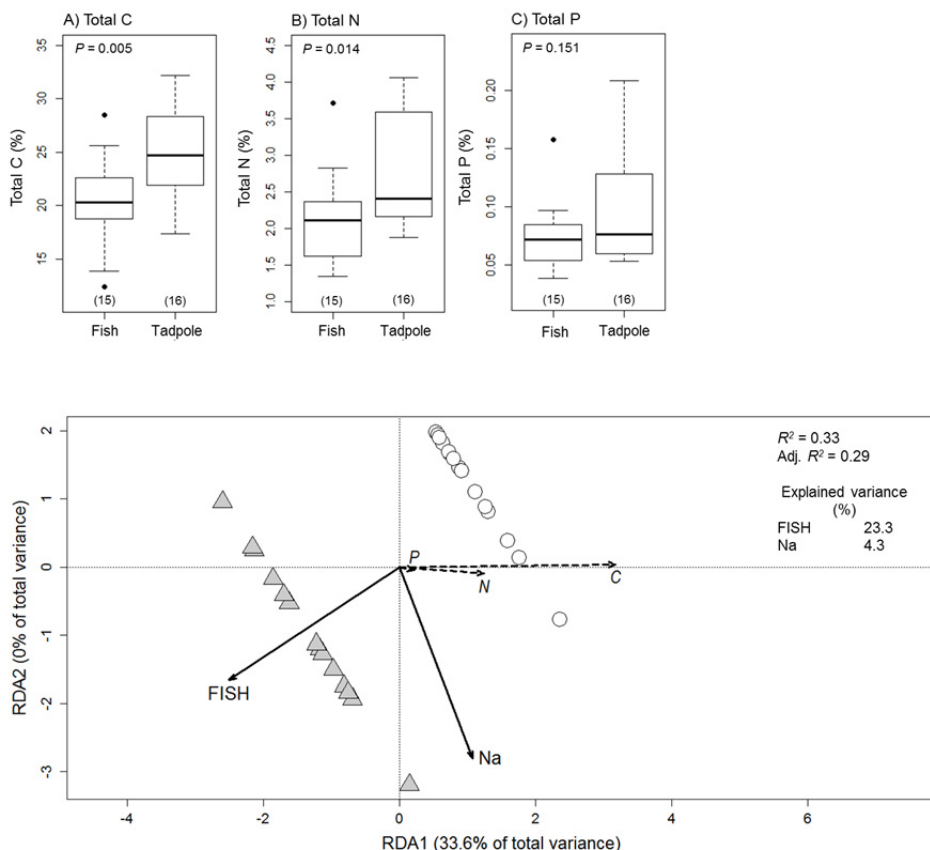 A) Total C
P = 0.005
Total C (%)
35
30
25
20
15
(15)
(16)
Fish
Tadpole
B) Total N
P = 0.014
Total N (%)
4.5
4.0
3.5
3.0
2.5
2.0
1.5
1.0
(15)
(16)
Fish
Tadpole
C) Total P
P = 0.151
Total P (%)
0.20
0.15
0.10
0.05
(15)
(16)
Fish
Tadpole
RDA2 (0% of total variance)
2
1
0
-1
-2
-3
R² = 0.33
Adj. R² = 0.29
Explained variance
(%)
FISH 23.3
Na 4.3
P
N
C
FISH
Na
-4
-2
0
2
4
6
RDA1 (33.6% of total variance)